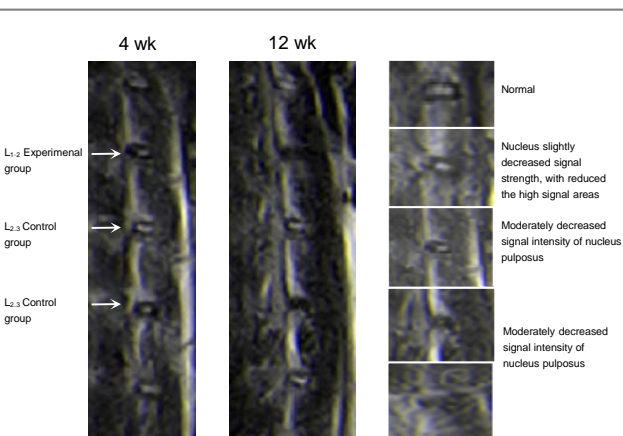 4 wk
12 wk
L1-2 Experimenal
group
L2.3 Control
group
L2.3 Control
group
Normal
Nucleus slightly
decreased signal
strength, with reduced
the high signal areas
Moderately decreased
signal intensity of nucleus
pulposus
Moderately decreased
signal intensity of
nucleus pulposus